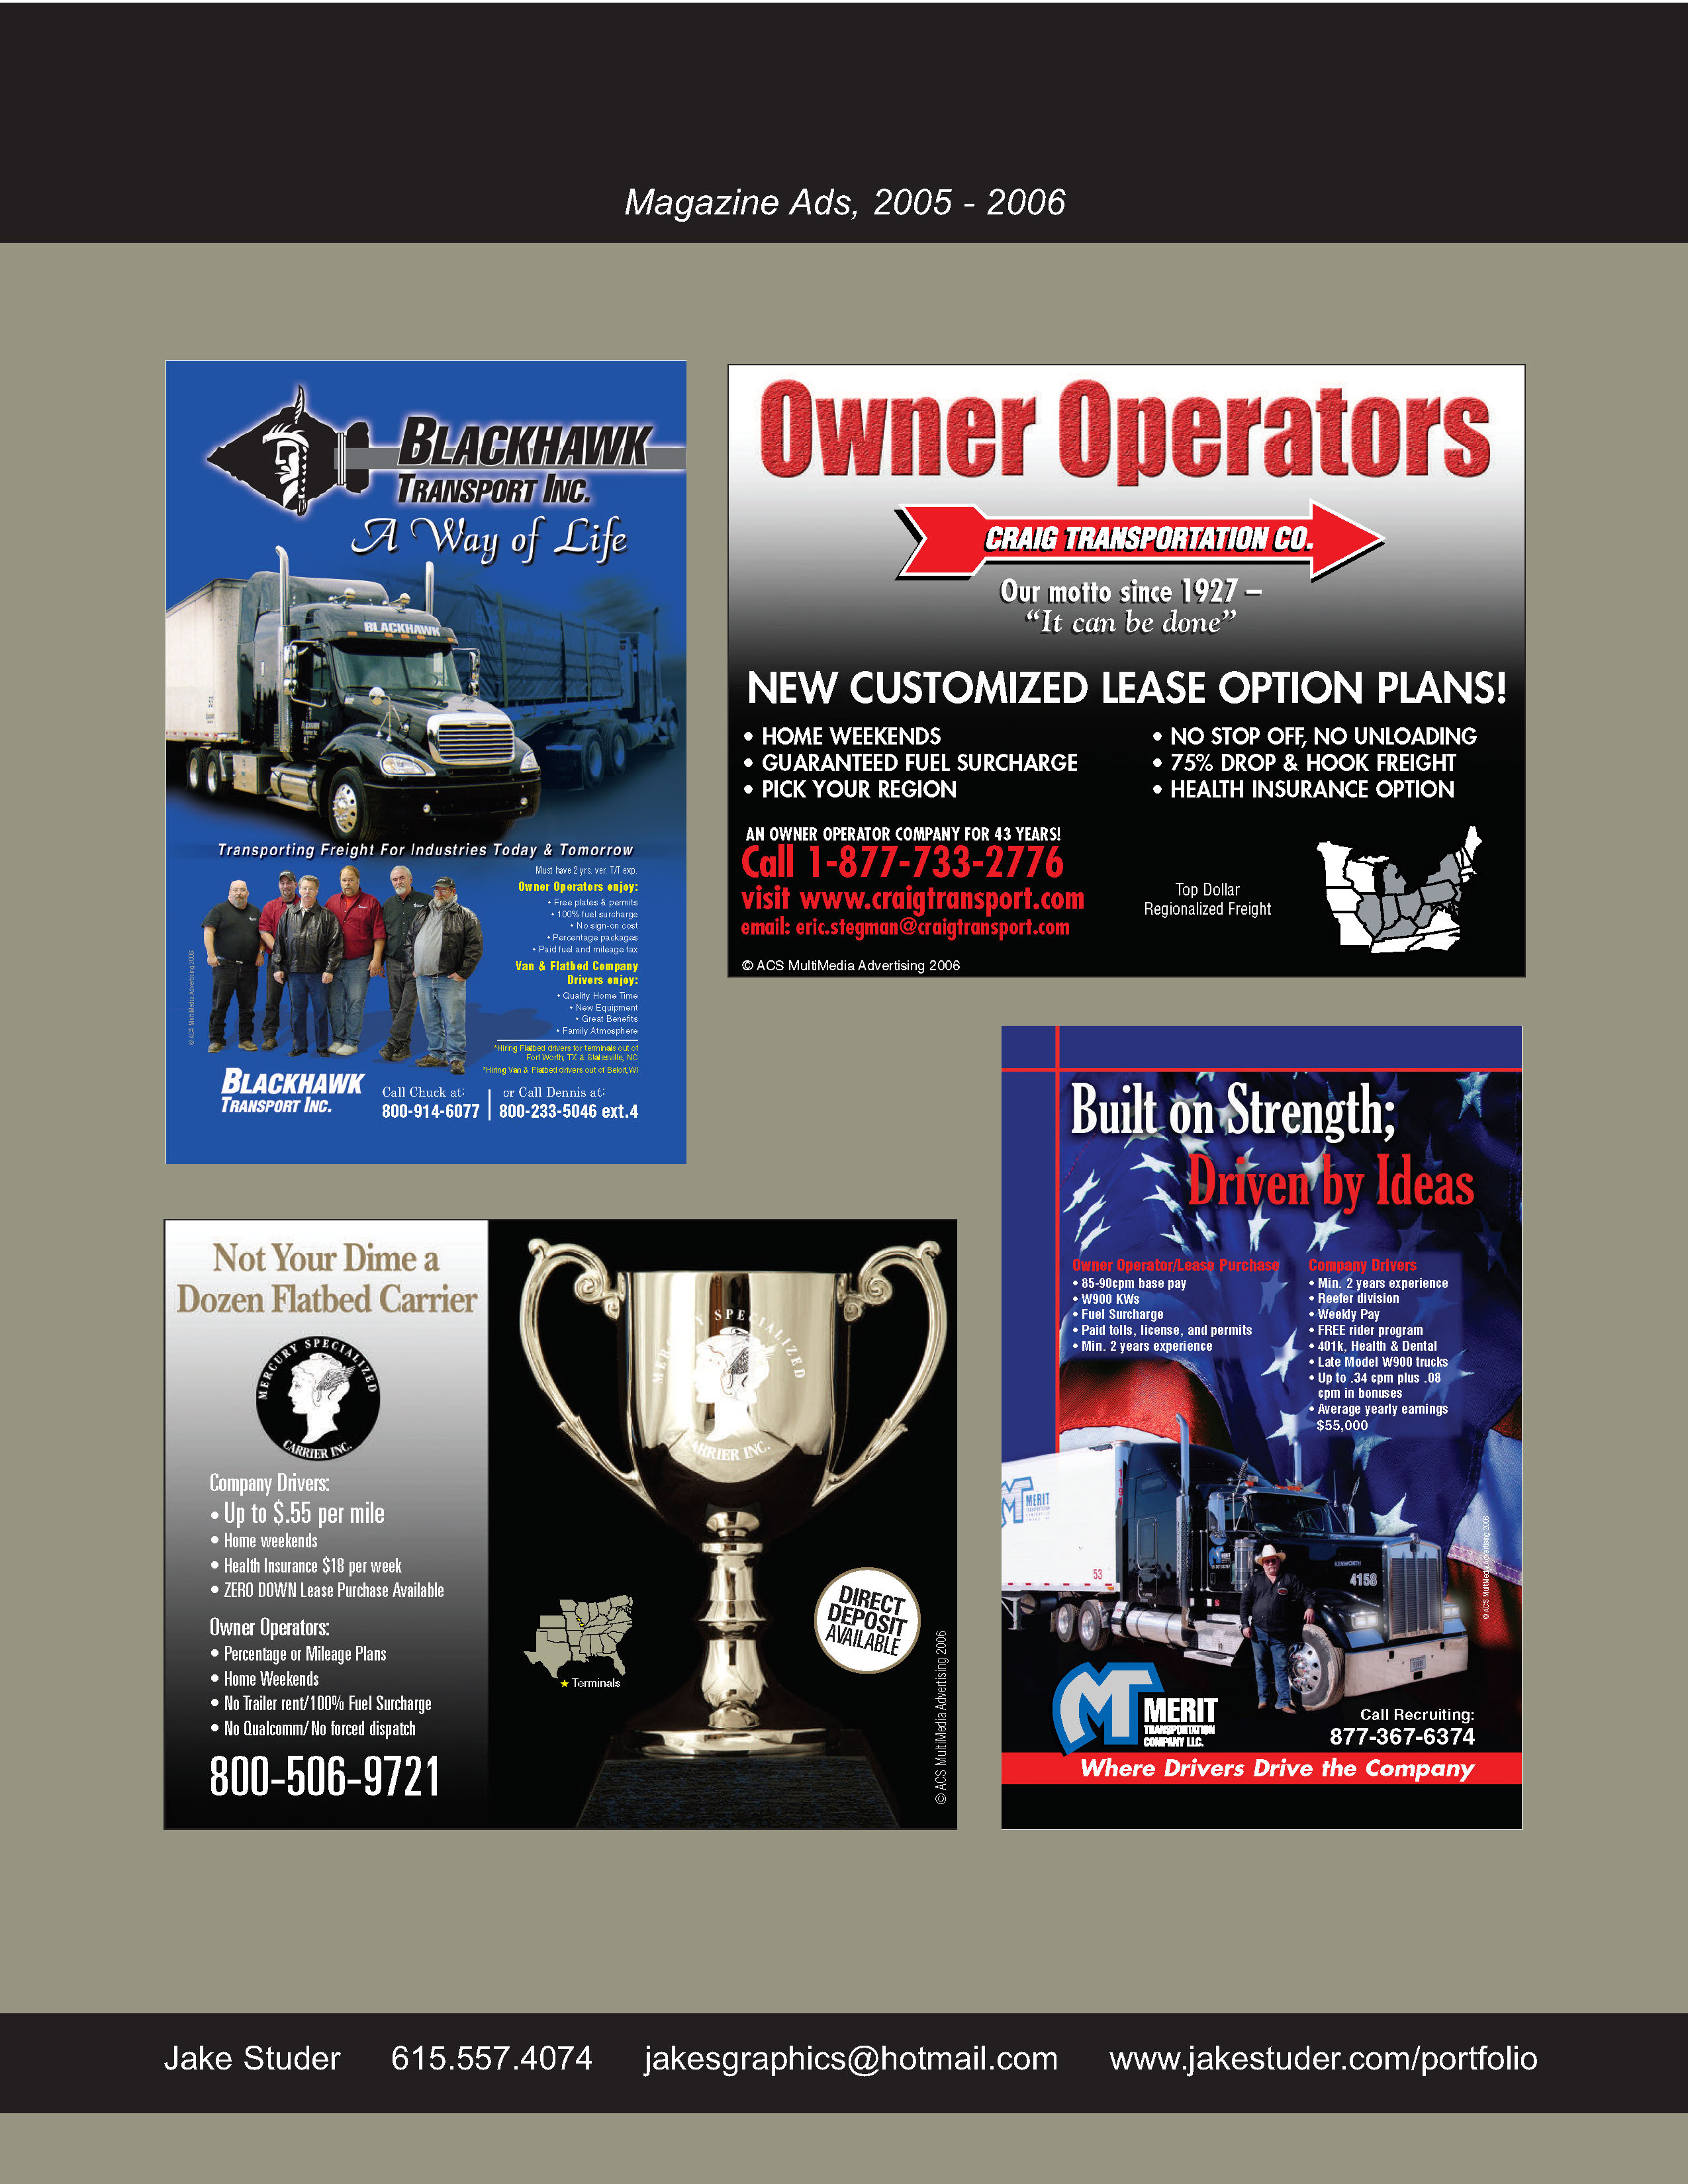 Magazine Ads, 2005 - 2006
BLACKHAWK
TRANSPORT INC.
A Way of Life
BLACKHAWK
Transporting Freight For Industries Today & Tomorrow
Must have 2 yrs. ver. T/T exp.
Owner Operators enjoy:
• Free plates & permits
• 100% fuel surcharge
• No sign-on cost
• Percentage packages
• Paid fuel and mileage tax
Van & Flatbed Company
Drivers enjoy:
• Quality Home Time
• New Equipment
• Great Benefits
• Family Atmosphere
*Hiring Flatbed drivers for terminals out of
Fort Worth, TX & Statesville, NC
*Hiring Van & Flatbed drivers out of Beloit, WI
© ACS MultiMedia Advertising 2006
BLACKHAWK
TRANSPORT INC.
Call Chuck at:
800-914-6077
or Call Dennis at:
800-233-5046 ext.4
Owner Operators
CRAIG TRANSPORTATION CO.
Our motto since 1927 –
“It can be done”
NEW CUSTOMIZED LEASE OPTION PLANS!
• HOME WEEKENDS
• GUARANTEED FUEL SURCHARGE
• PICK YOUR REGION
• NO STOP OFF, NO UNLOADING
• 75% DROP & HOOK FREIGHT
• HEALTH INSURANCE OPTION
AN OWNER OPERATOR COMPANY FOR 43 YEARS!
Call 1-877-733-2776
visit www.craigtransport.com
email: eric.stegman@craigtransport.com
Top Dollar
Regionalized Freight
© ACS MultiMedia Advertising 2006
Not Your Dime a
Dozen Flatbed Carrier
MERCURY SPECIALIZED
CARRIER INC.
Company Drivers:
• Up to $.55 per mile
• Home weekends
• Health Insurance $18 per week
• ZERO DOWN Lease Purchase Available
Owner Operators:
• Percentage or Mileage Plans
• Home Weekends
• No Trailer rent/100% Fuel Surcharge
• No Qualcomm/No forced dispatch
800-506-9721
MERCURY SPECIALIZED
CARRIER INC.
★ Terminals
DIRECT
DEPOSIT
AVAILABLE
© ACS MultiMedia Advertising 2006
Built on Strength;
Driven by Ideas
Owner Operator/Lease Purchase
• 85-90cpm base pay
• W900 KWs
• Fuel Surcharge
• Paid tolls, license, and permits
• Min. 2 years experience
Company Drivers
• Min. 2 years experience
• Reefer division
• Weekly Pay
• FREE rider program
• 401k, Health & Dental
• Late Model W900 trucks
• Up to .34 cpm plus .08
cpm in bonuses
• Average yearly earnings
$55,000
MERIT
53
KENWORTH
4158
© ACS MultiMedia Advertising 2006
MERIT
TRANSPORTATION
COMPANY LLC.
Call Recruiting:
877-367-6374
Where Drivers Drive the Company
Jake Studer 615.557.4074 jakesgraphics@hotmail.com www.jakestuder.com/portfolio